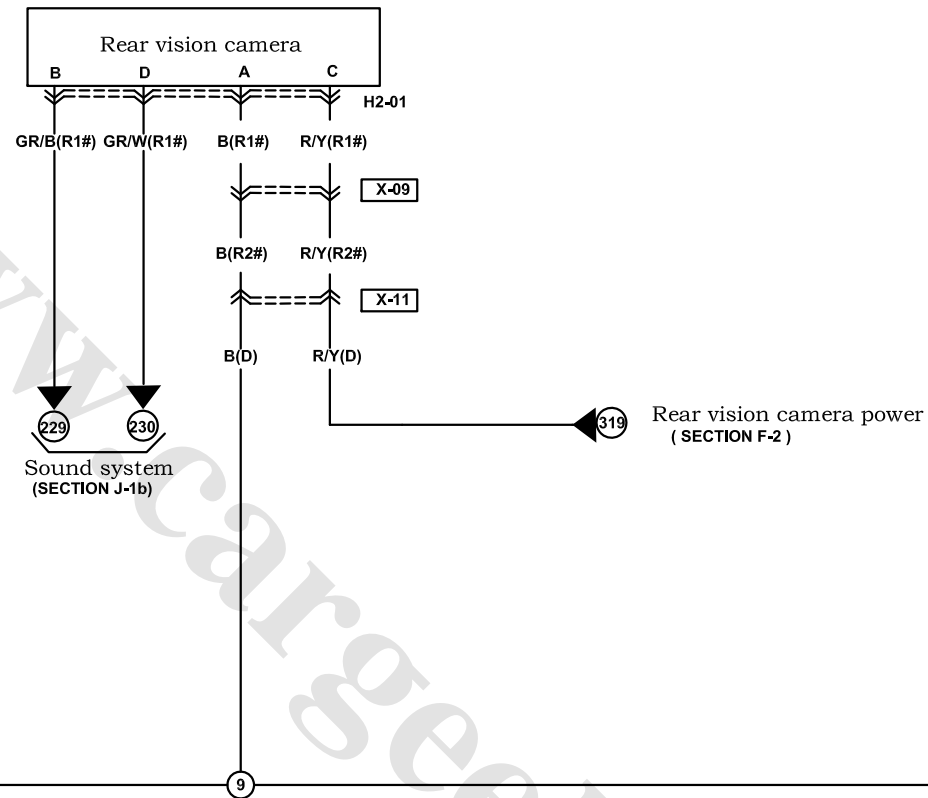 Rear vision camera
B D A C
H2-01
GR/B(R1#) GR/W(R1#) B(R1#) R/Y(R1#)
X-09
B(R2#) R/Y(R2#)
X-11
B(D) R/Y(D)
229 230
319 Rear vision camera power
( SECTION F-2 )
Sound system
(SECTION J-1b)
9